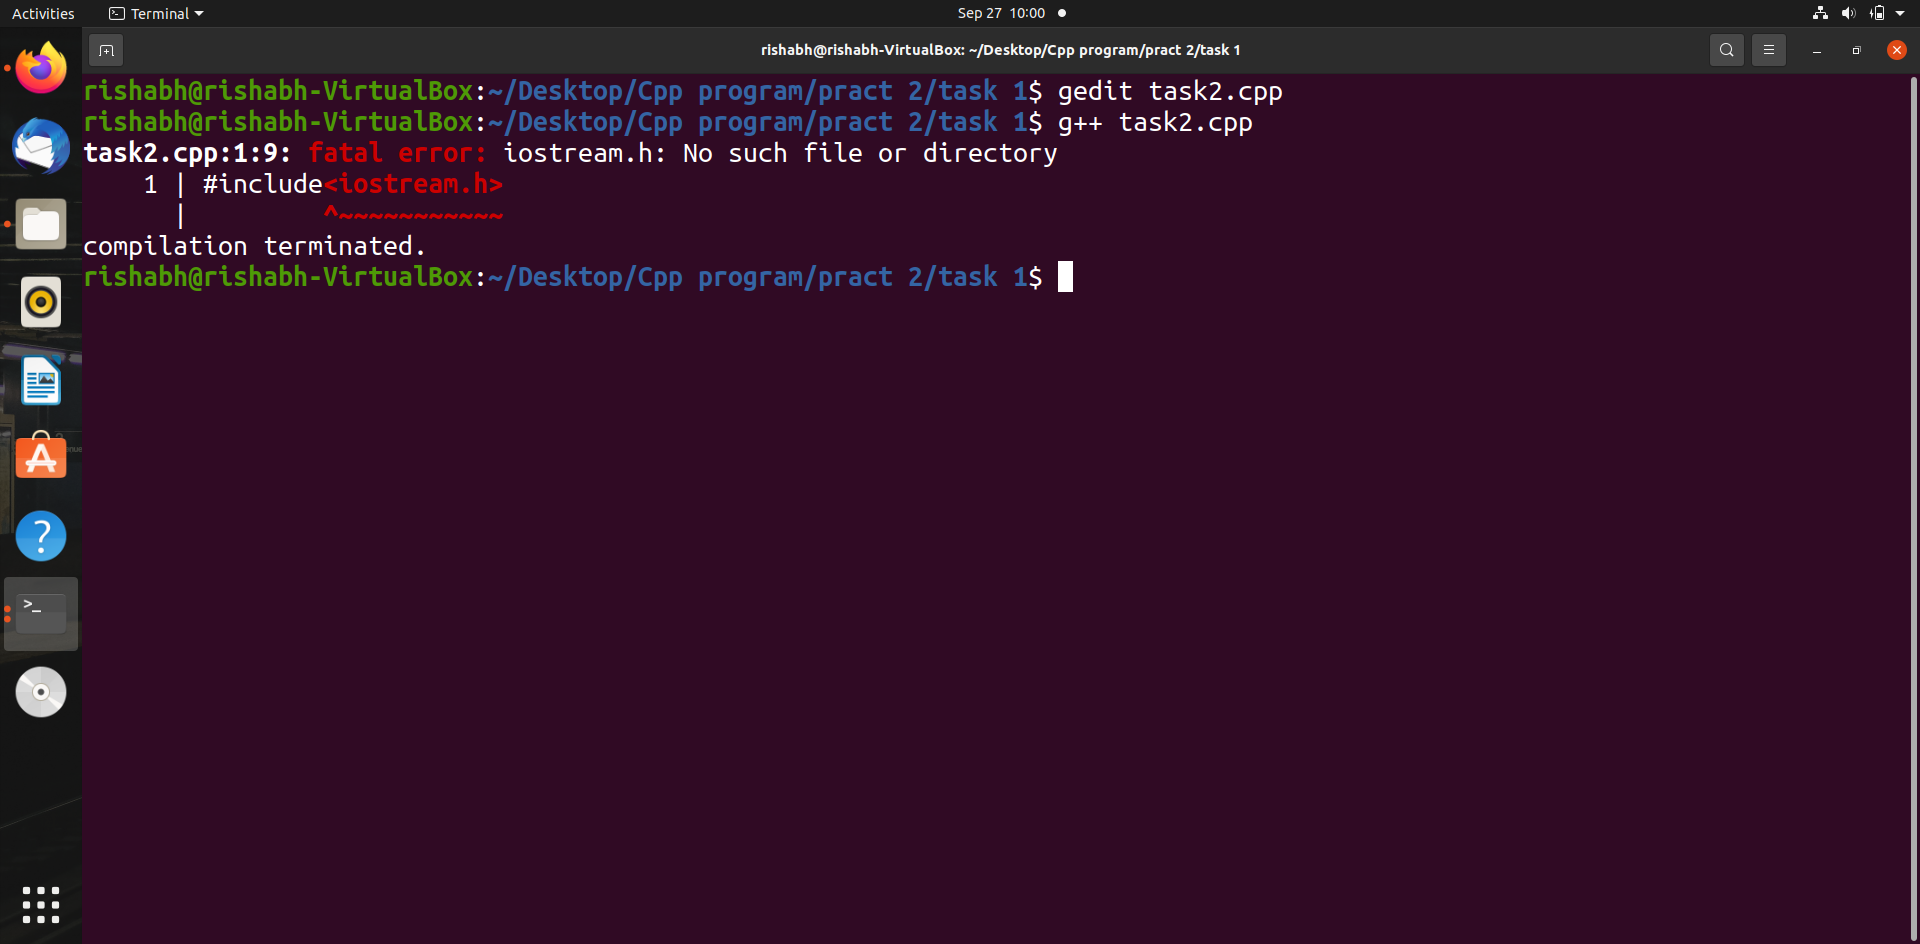 Activities
Terminal
Sep 27 10:00
rishabh@rishabh-VirtualBox: ~/Desktop/Cpp program/pract 2/task 1
rishabh@rishabh-VirtualBox:~/Desktop/Cpp program/pract 2/task 1$ gedit task2.cpp
rishabh@rishabh-VirtualBox:~/Desktop/Cpp program/pract 2/task 1$ g++ task2.cpp
task2.cpp:1:9: fatal error: iostream.h: No such file or directory
    1 | #include<iostream.h>
      |         ^~~~~~~~~~~~
compilation terminated.
rishabh@rishabh-VirtualBox:~/Desktop/Cpp program/pract 2/task 1$